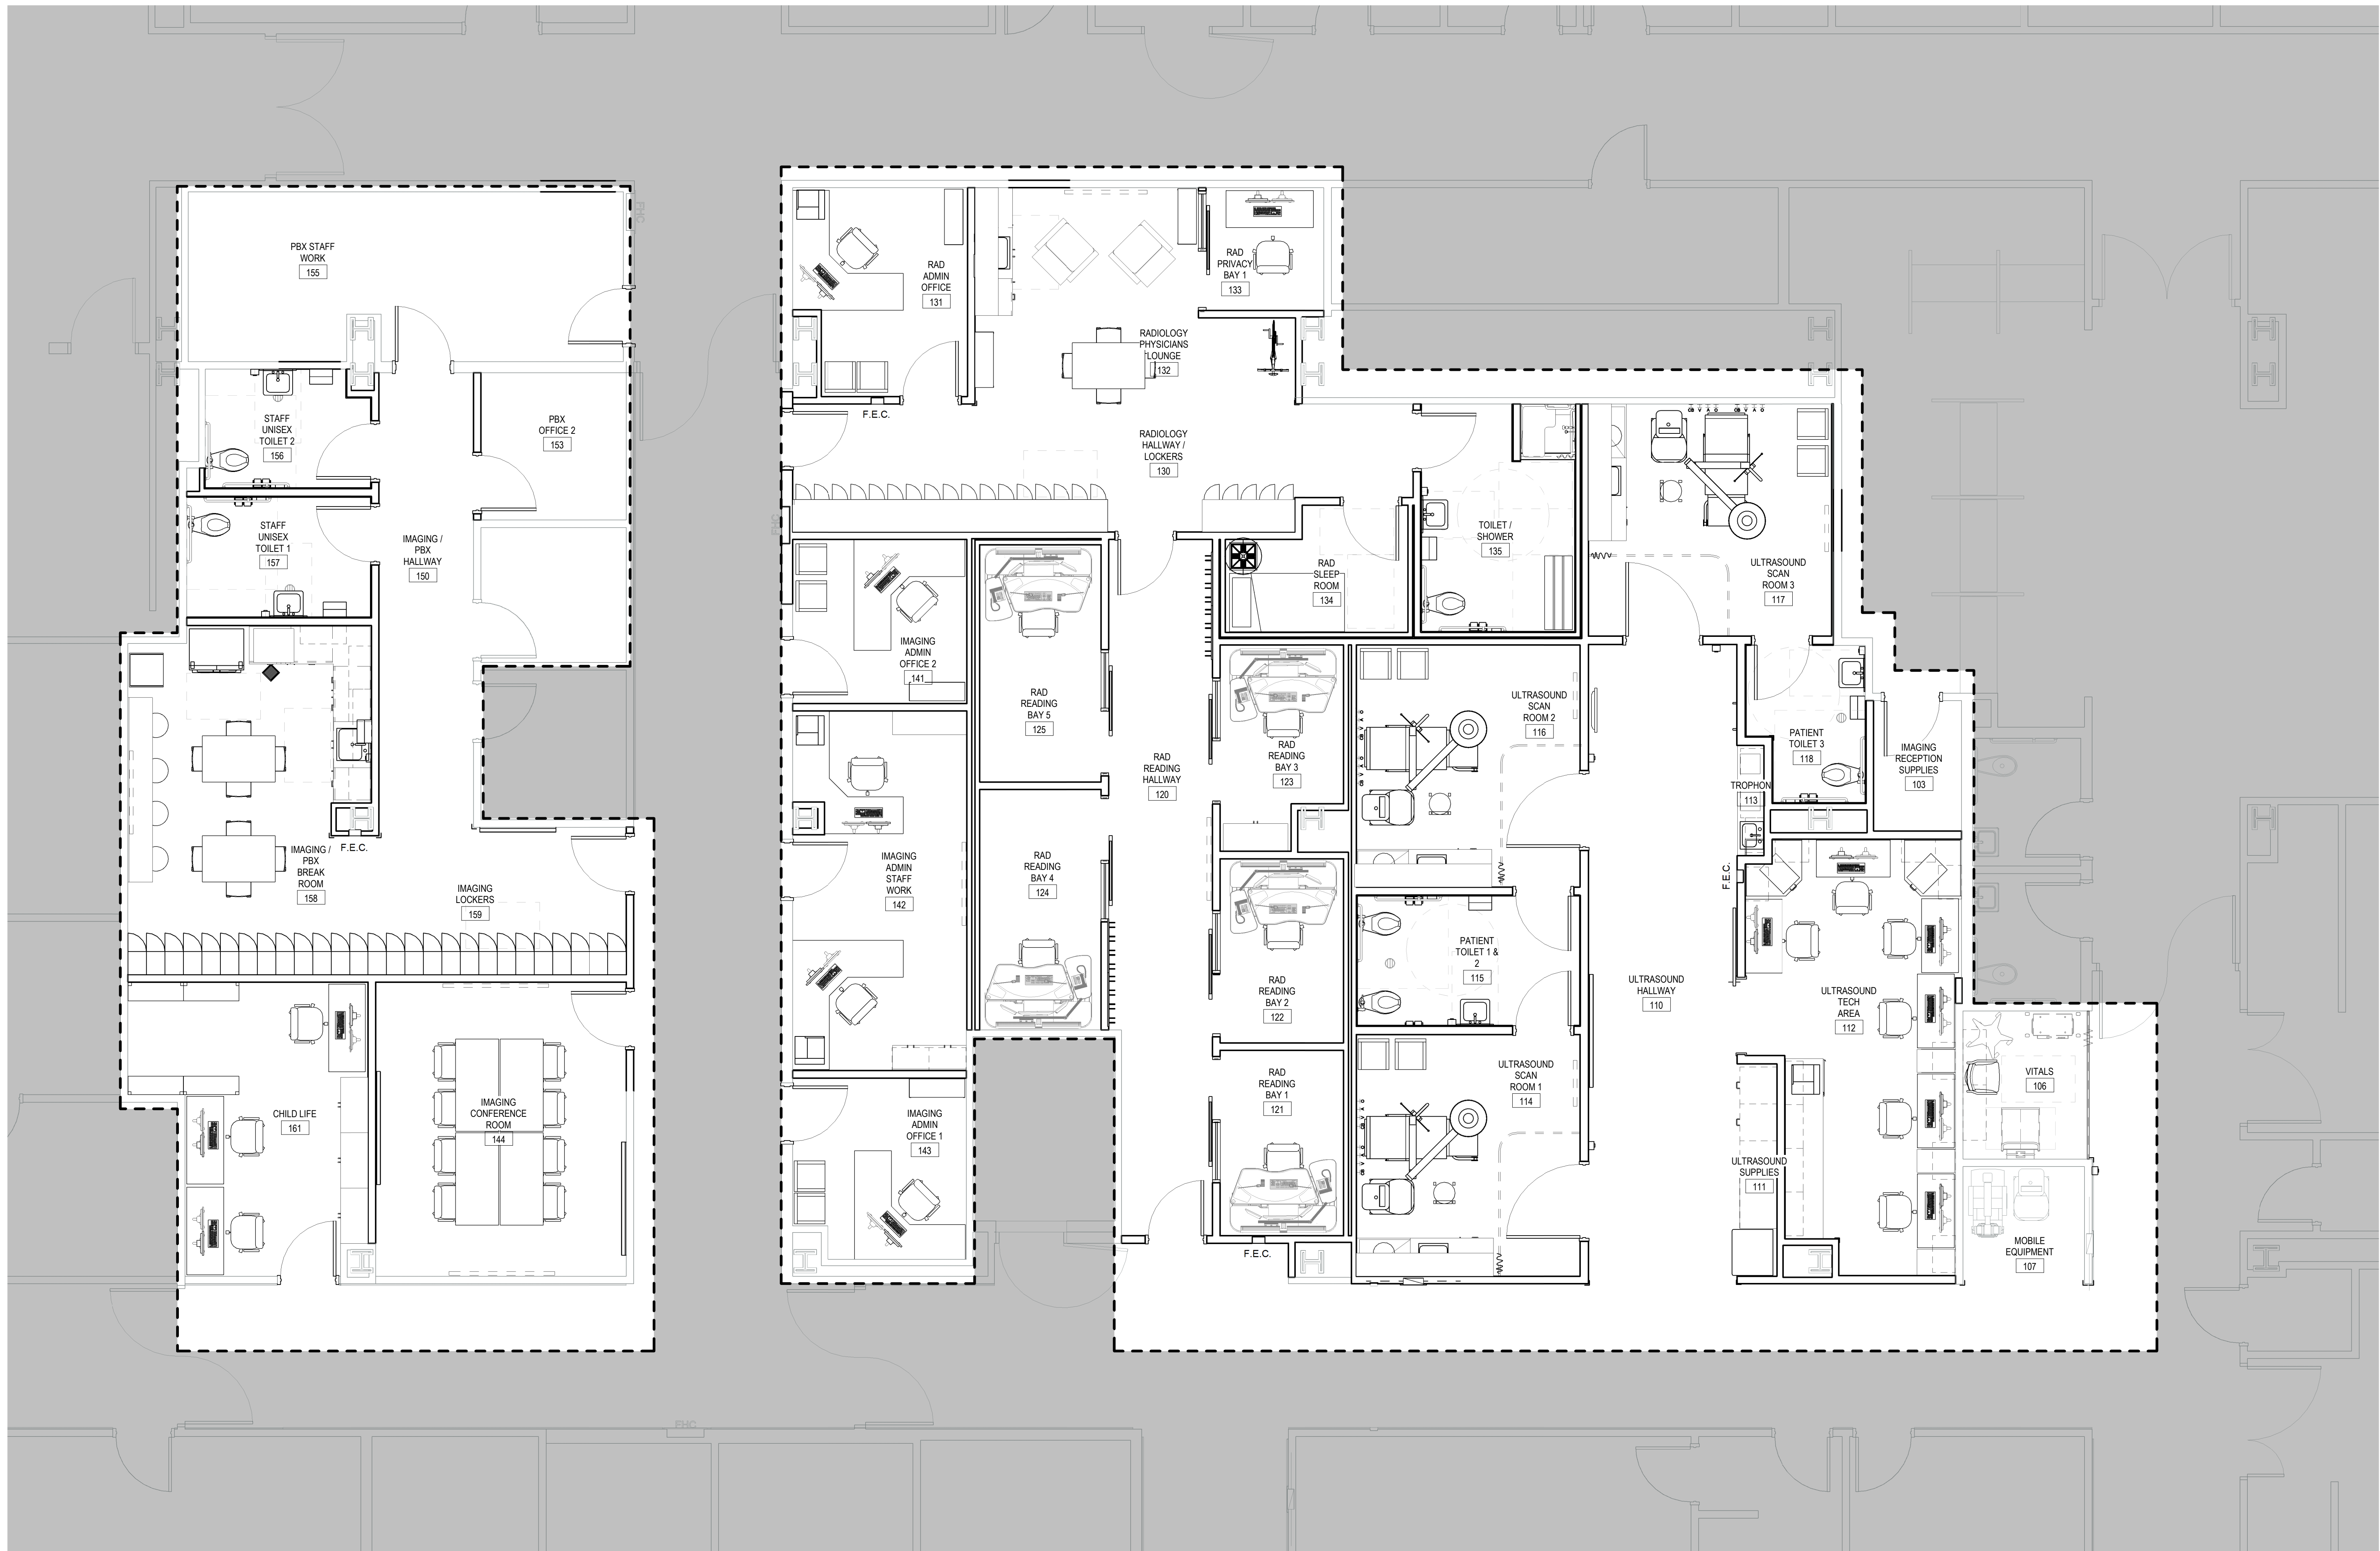 PBX STAFF
WORK
155
STAFF
UNISEX
TOILET 2
156
PBX
OFFICE 2
153
STAFF
UNISEX
TOILET 1
157
IMAGING /
PBX
HALLWAY
150
IMAGING /
PBX
BREAK
ROOM
158
F.E.C.
IMAGING
LOCKERS
159
CHILD LIFE
161
IMAGING
CONFERENCE
ROOM
144
FHC
FHC
FHC
RAD
ADMIN
OFFICE
131
F.E.C.
RAD
PRIVACY
BAY 1
133
RADIOLOGY
PHYSICIANS
LOUNGE
132
RADIOLOGY
HALLWAY /
LOCKERS
130
IMAGING
ADMIN
OFFICE 2
141
RAD
READING
BAY 5
125
IMAGING
ADMIN
STAFF
WORK
142
RAD
READING
BAY 4
124
IMAGING
ADMIN
OFFICE 1
143
RAD
READING
HALLWAY
120
RAD
SLEEP
ROOM
134
TOILET /
SHOWER
135
RAD
READING
BAY 3
123
RAD
READING
BAY 2
122
RAD
READING
BAY 1
121
F.E.C.
ULTRASOUND
SCAN
ROOM 3
117
ULTRASOUND
SCAN
ROOM 2
116
PATIENT
TOILET 1 &
2
115
ULTRASOUND
SCAN
ROOM 1
114
ULTRASOUND
HALLWAY
110
PATIENT
TOILET 3
118
TROPHON
113
F.E.C.
IMAGING
RECEPTION
SUPPLIES
103
ULTRASOUND
TECH
AREA
112
ULTRASOUND
SUPPLIES
111
VITALS
106
MOBILE
EQUIPMENT
107